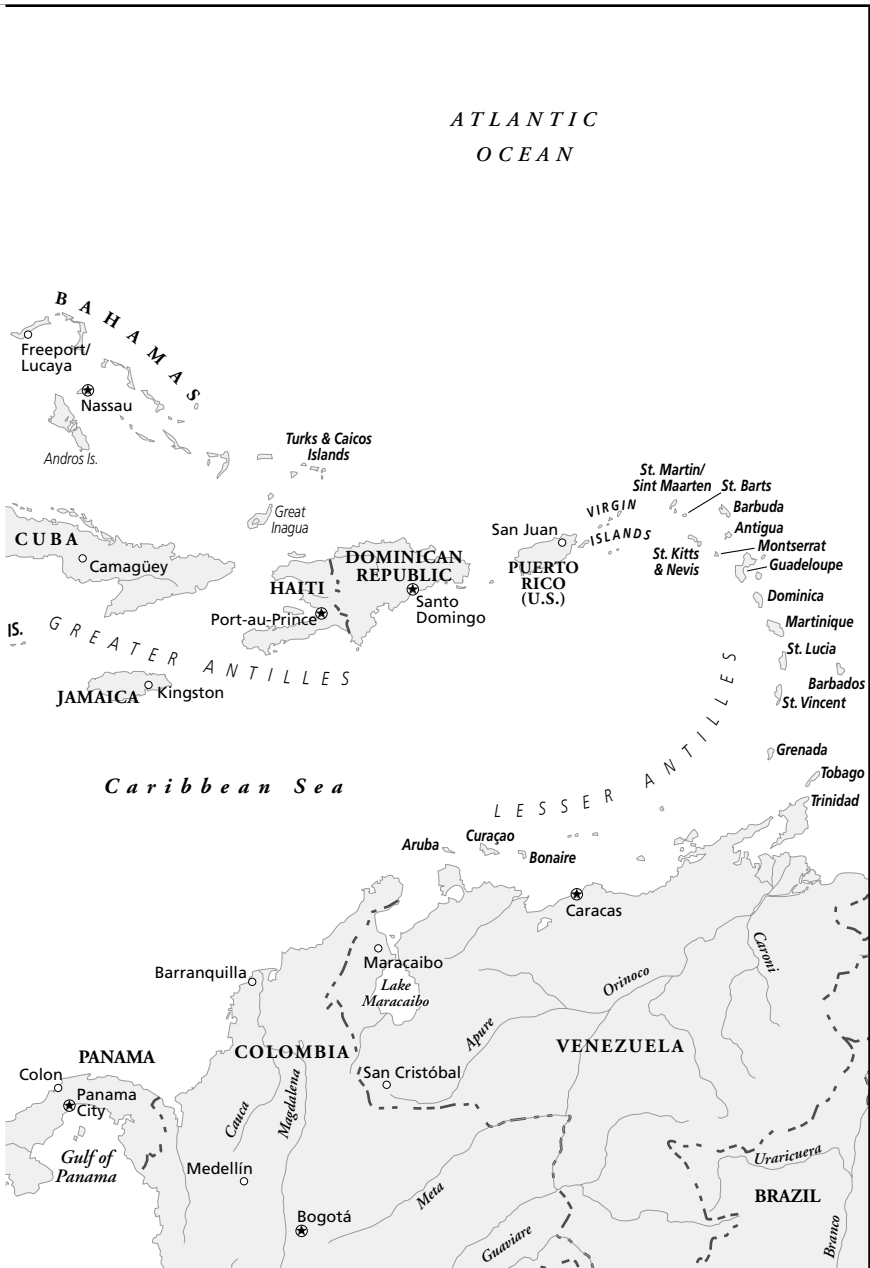 ATLANTIC
OCEAN
BAHAMAS
Freeport/
Lucaya
Nassau
Andros Is.
Turks & Caicos
Islands
Great
Inagua
St. Martin/
Sint Maarten
St. Barts
VIRGIN
ISLANDS
Barbuda
Antigua
Montserrat
St. Kitts
& Nevis
Guadeloupe
San Juan
PUERTO
RICO
(U.S.)
CUBA
Camagüey
DOMINICAN
REPUBLIC
HAITI
Santo
Domingo
Port-au-Prince
Dominica
Martinique
St. Lucia
Barbados
St. Vincent
IS.
GREATER ANTILLES
JAMAICA
Kingston
Grenada
Tobago
Trinidad
Caribbean Sea
LESSER ANTILLES
Aruba
Curaçao
Bonaire
Caracas
Maracaibo
Lake
Maracaibo
Barranquilla
Orinoco
Caroni
Apure
VENEZUELA
COLOMBIA
PANAMA
Colon
Panama
City
San Cristóbal
Cauca
Magdalena
Gulf of
Panama
Medellín
Meta
Uraricuera
BRAZIL
Bogotá
Guaviare
Branco